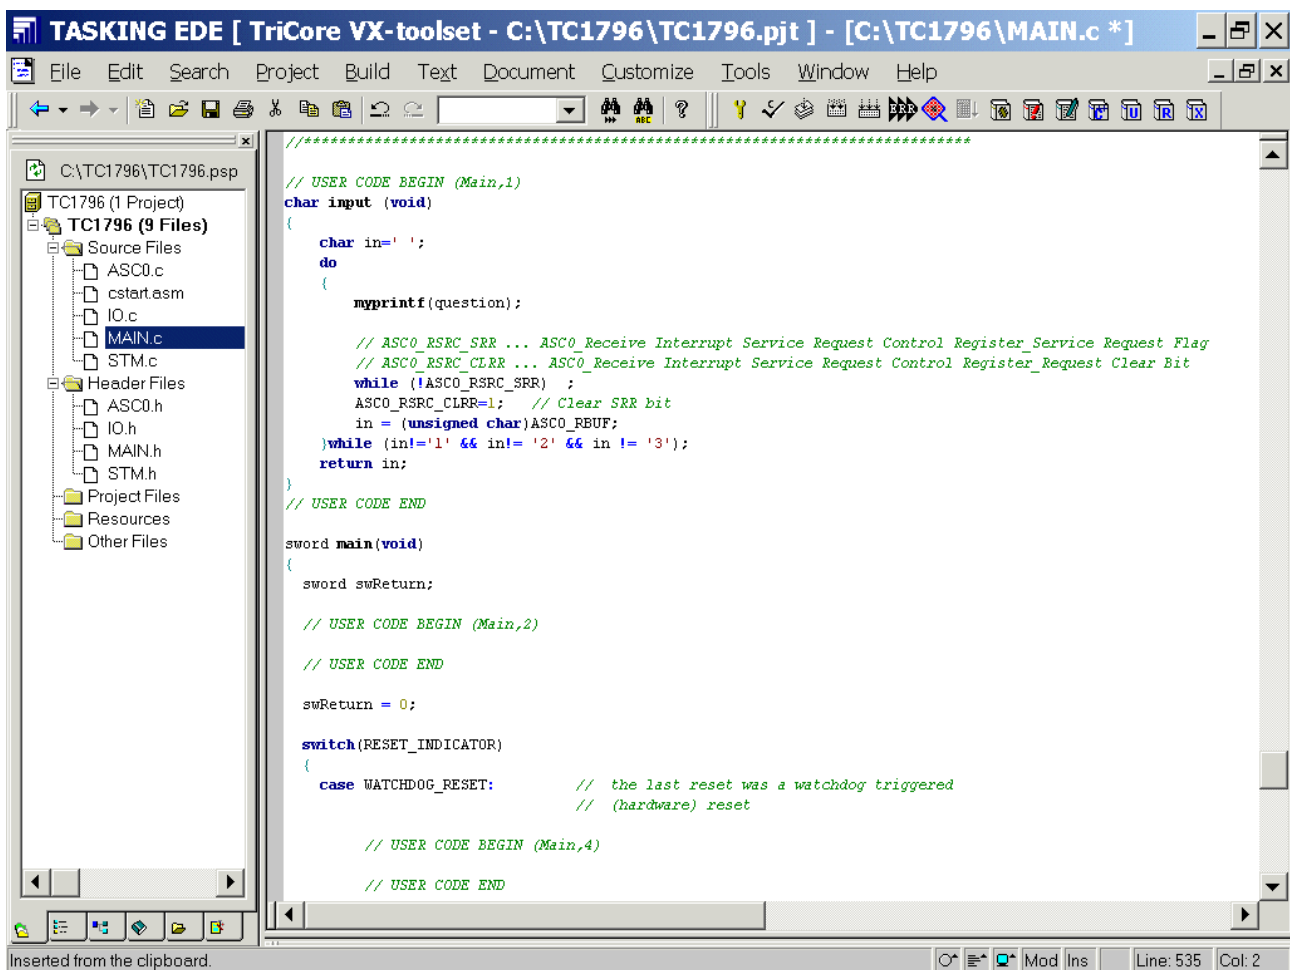 TASKING EDE [ TriCore VX-toolset - C:\TC1796\TC1796.pjt ] - [C:\TC1796\MAIN.c *]
File Edit Search Project Build Text Document Customize Tools Window Help
C:\TC1796\TC1796.psp
TC1796 (1 Project)
TC1796 (9 Files)
Source Files
ASC0.c
cstart.asm
IO.c
MAIN.c
STM.c
Header Files
ASC0.h
IO.h
MAIN.h
STM.h
Project Files
Resources
Other Files
//****************************************************************************
// USER CODE BEGIN (Main,1)
char input (void)
{
char in=' ';
do
{
myprintf(question);
// ASC0_RSRC_SRR ... ASC0_Receive Interrupt Service Request Control Register_Service Request Flag
// ASC0_RSRC_CLRR ... ASC0_Receive Interrupt Service Request Control Register_Request Clear Bit
while (!ASC0_RSRC_SRR) ;
ASC0_RSRC_CLRR=1; // Clear SRR bit
in = (unsigned char)ASC0_RBUF;
}while (in!='1' && in!= '2' && in != '3');
return in;
}
// USER CODE END
sword main(void)
{
sword swReturn;
// USER CODE BEGIN (Main,2)
// USER CODE END
swReturn = 0;
switch(RESET_INDICATOR)
{
case WATCHDOG_RESET: // the last reset was a watchdog triggered
// (hardware) reset
// USER CODE BEGIN (Main,4)
// USER CODE END
Inserted from the clipboard. Mod Ins Line: 535 Col: 2